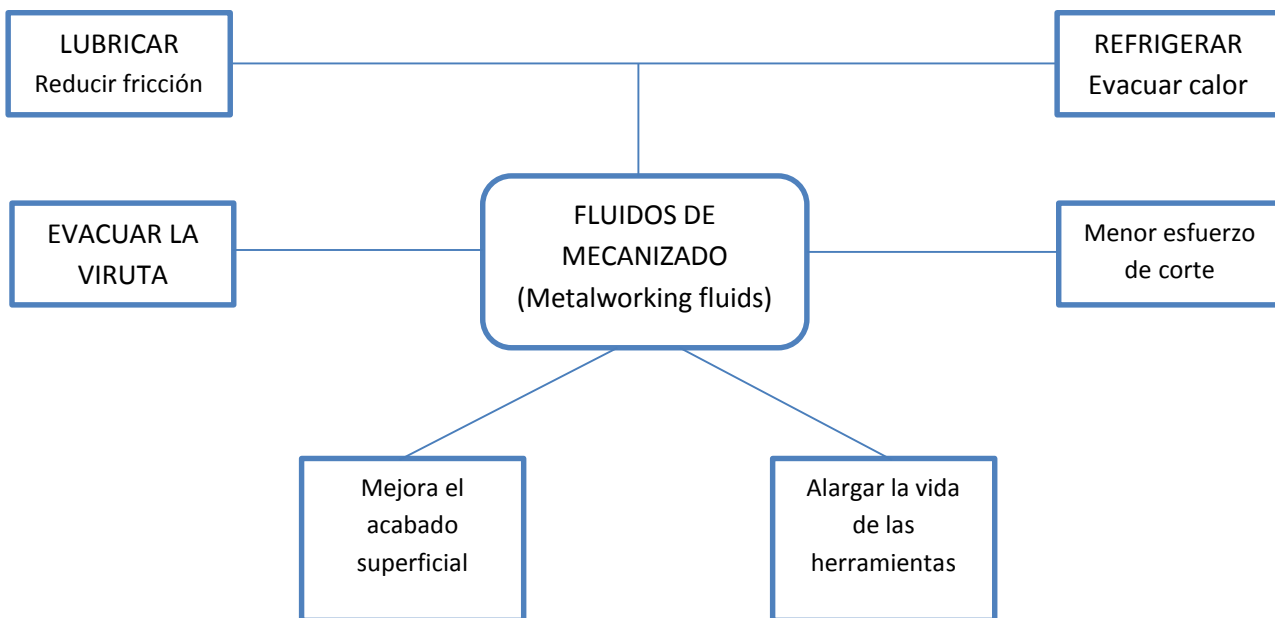 LUBRICAR
Reducir fricción
REFRIGERAR
Evacuar calor
EVACUAR LA
VIRUTA
FLUIDOS DE
MECANIZADO
(Metalworking fluids)
Menor esfuerzo
de corte
Mejora el
acabado
superficial
Alargar la vida
de las
herramientas